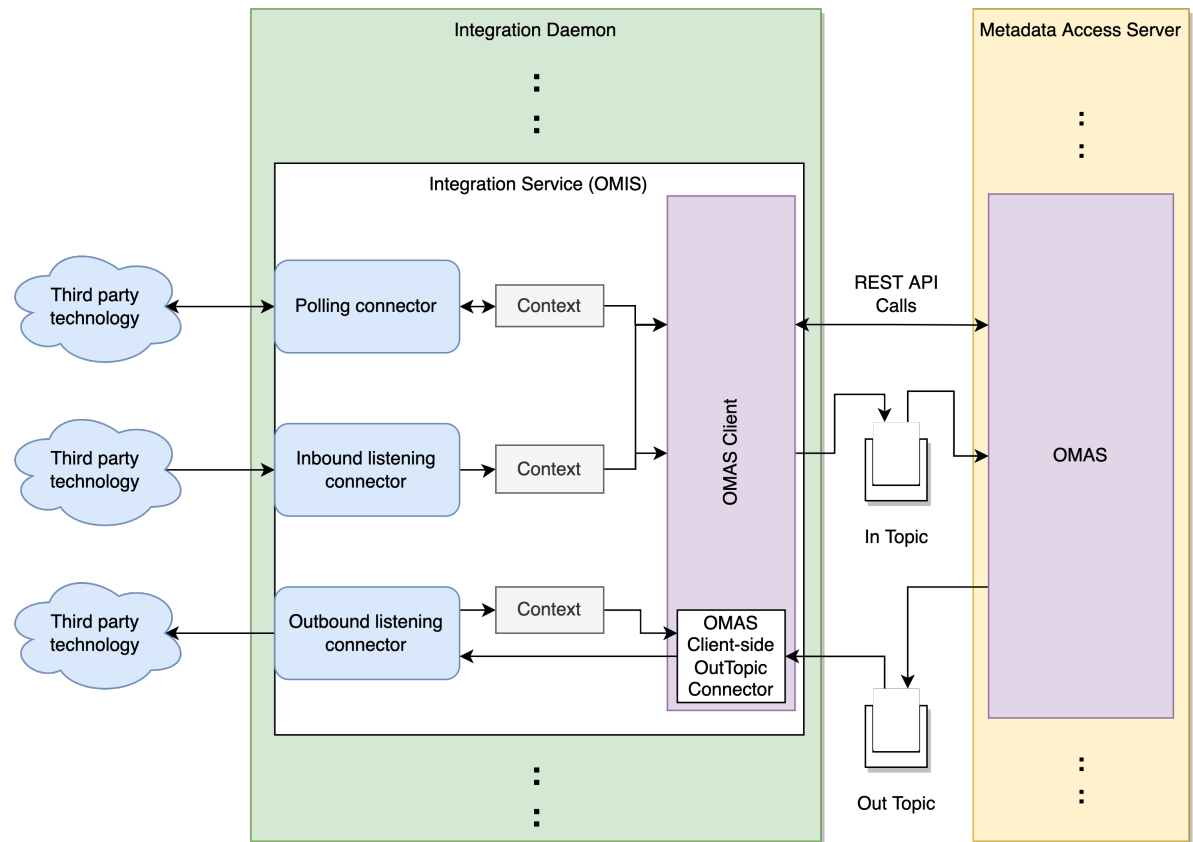 Integration Daemon
Metadata Access Server
Integration Service (OMIS)
Third party
technology
Polling connector
Context
REST API
Calls
Third party
technology
Inbound listening
connector
Context
OMAS Client
OMAS
In Topic
Third party
technology
Outbound listening
connector
Context
OMAS
Client-side
OutTopic
Connector
Out Topic